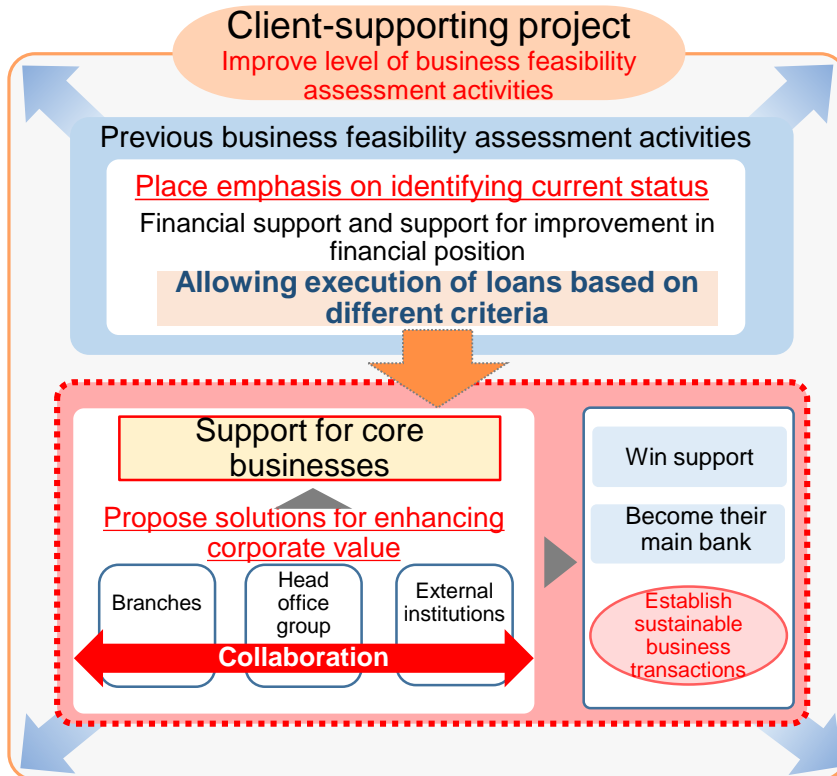 Client-supporting project
Improve level of business feasibility
assessment activities
Previous business feasibility assessment activities
Place emphasis on identifying current status
Financial support and support for improvement in
financial position
Allowing execution of loans based on
different criteria
Support for core
businesses
Propose solutions for enhancing
corporate value
Branches
Head
office
group
External
institutions
Collaboration
Win support
Become their
main bank
Establish
sustainable
business
transactions